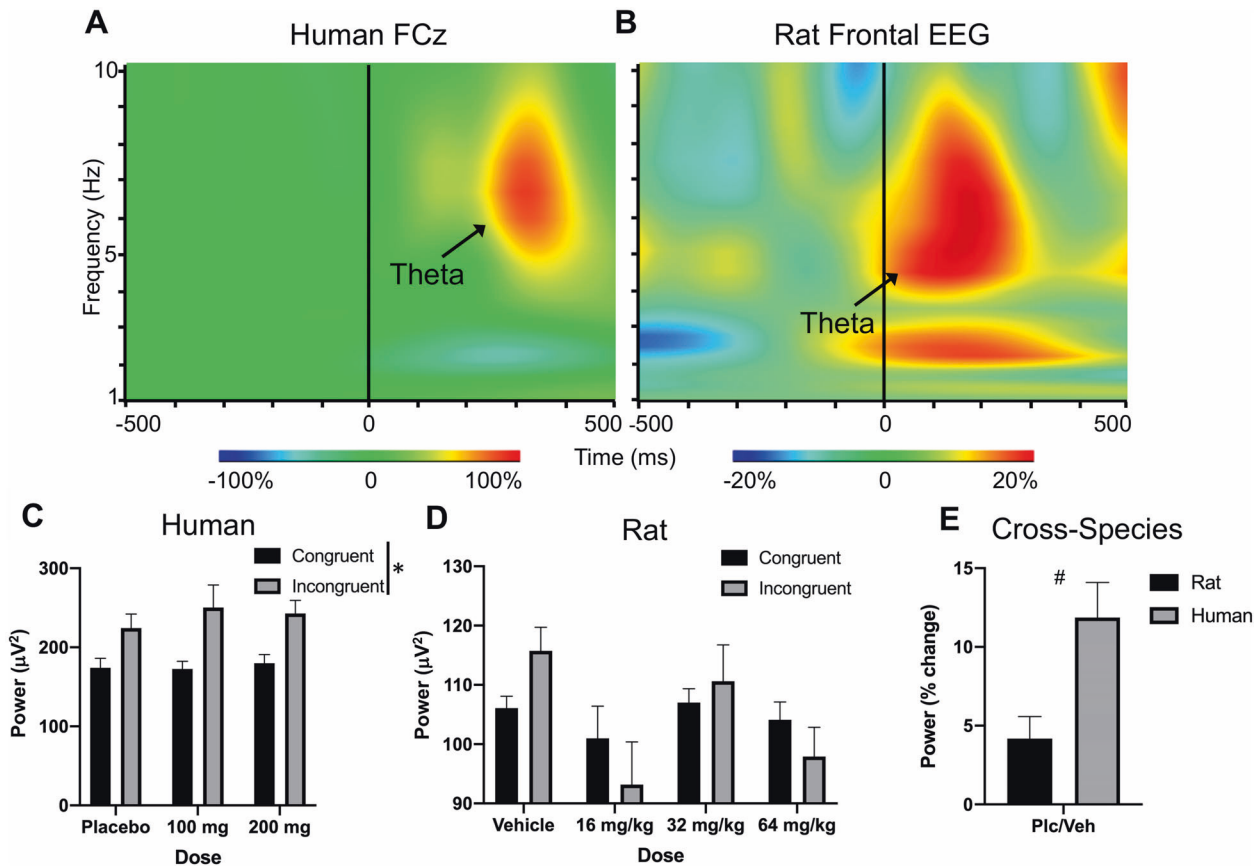 A Human FCz
B Rat Frontal EEG
Frequency (Hz)
10
5
1
Theta
Theta
-500 0 500
-500 0 500
Time (ms)
-100% 0 100%
-20% 0 20%
C Human
Congruent
Incongruent
*
Power (µV²)
300
200
100
0
Placebo 100 mg 200 mg
Dose
D Rat
Congruent
Incongruent
Power (µV²)
130
120
110
100
90
Vehicle 16 mg/kg 32 mg/kg 64 mg/kg
Dose
E Cross-Species
#
Rat
Human
Power (% change)
15
10
5
0
Plc/Veh